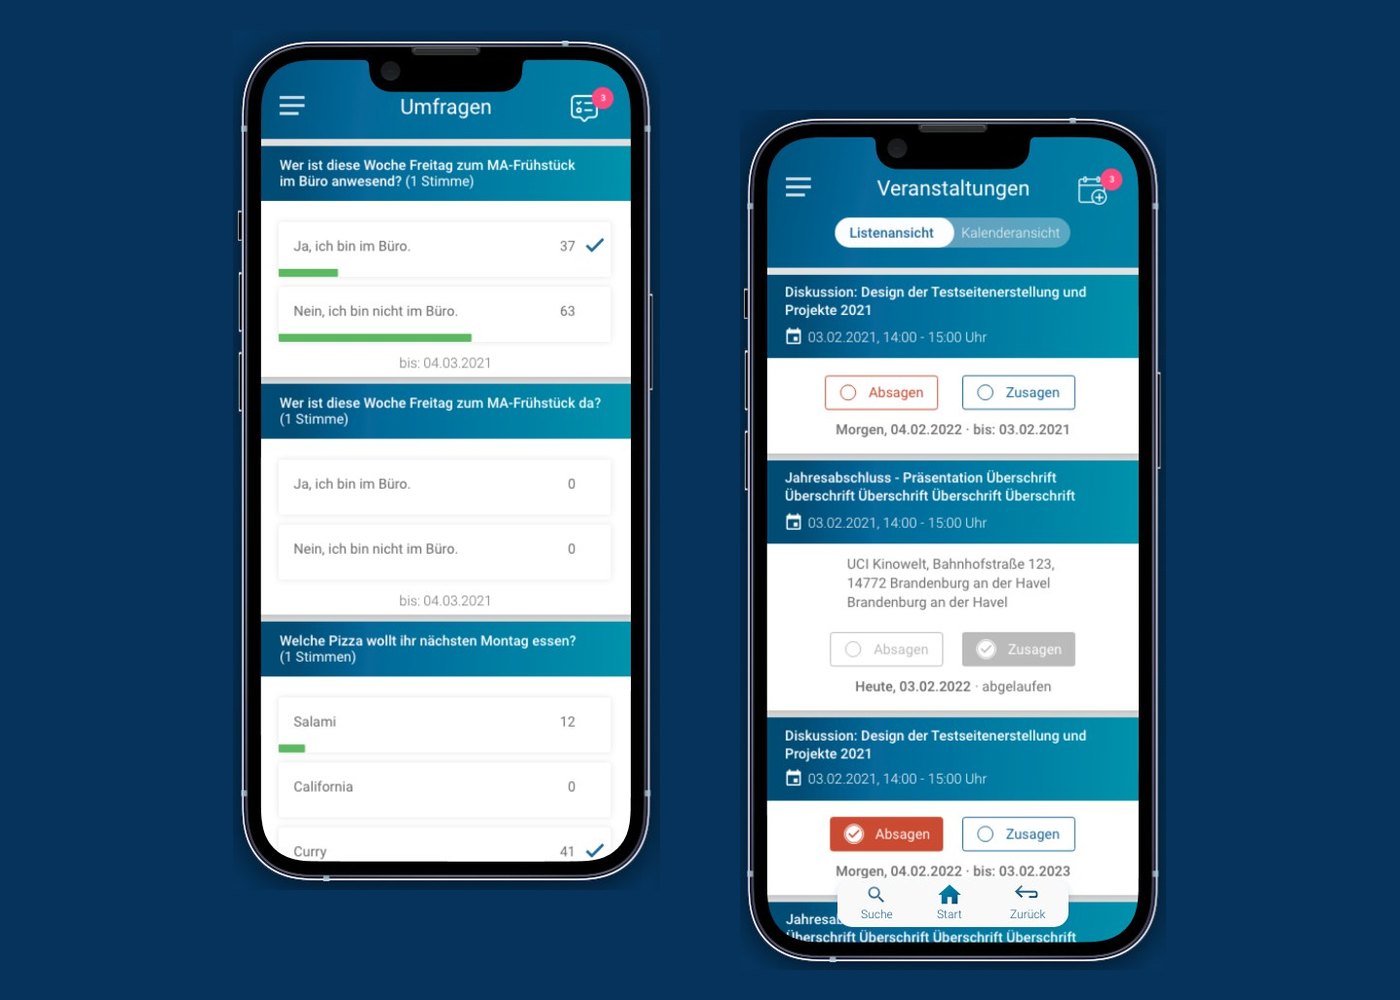 Umfragen
3
Wer ist diese Woche Freitag zum MA-Frühstück
im Büro anwesend? (1 Stimme)
Ja, ich bin im Büro. 37
Nein, ich bin nicht im Büro. 63
bis: 04.03.2021
Wer ist diese Woche Freitag zum MA-Frühstück da?
(1 Stimme)
Ja, ich bin im Büro. 0
Nein, ich bin nicht im Büro. 0
bis: 04.03.2021
Welche Pizza wollt ihr nächsten Montag essen?
(1 Stimmen)
Salami 12
California 0
Curry 41
Veranstaltungen
3
Listenansicht Kalenderansicht
Diskussion: Design der Testseitenerstellung und
Projekte 2021
03.02.2021, 14:00 - 15:00 Uhr
Absagen Zusagen
Morgen, 04.02.2022 · bis: 03.02.2021
Jahresabschluss - Präsentation Überschrift
Überschrift Überschrift Überschrift Überschrift
03.02.2021, 14:00 - 15:00 Uhr
UCI Kinowelt, Bahnhofstraße 123,
14772 Brandenburg an der Havel
Brandenburg an der Havel
Absagen Zusagen
Heute, 03.02.2022 · abgelaufen
Diskussion: Design der Testseitenerstellung und
Projekte 2021
03.02.2021, 14:00 - 15:00 Uhr
Absagen Zusagen
Morgen, 04.02.2022 · bis: 03.02.2023
Suche Start Zurück
Überschrift Überschrift Überschrift Überschrift